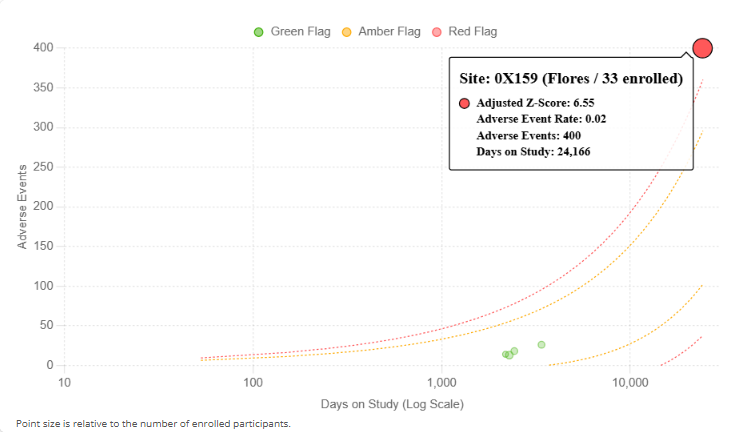 Green Flag Amber Flag Red Flag
400
350
300
250
200
150
100
50
0
Adverse Events
Site: 0X159 (Flores / 33 enrolled)
Adjusted Z-Score: 6.55
Adverse Event Rate: 0.02
Adverse Events: 400
Days on Study: 24,166
10 100 1,000 10,000
Days on Study (Log Scale)
Point size is relative to the number of enrolled participants.